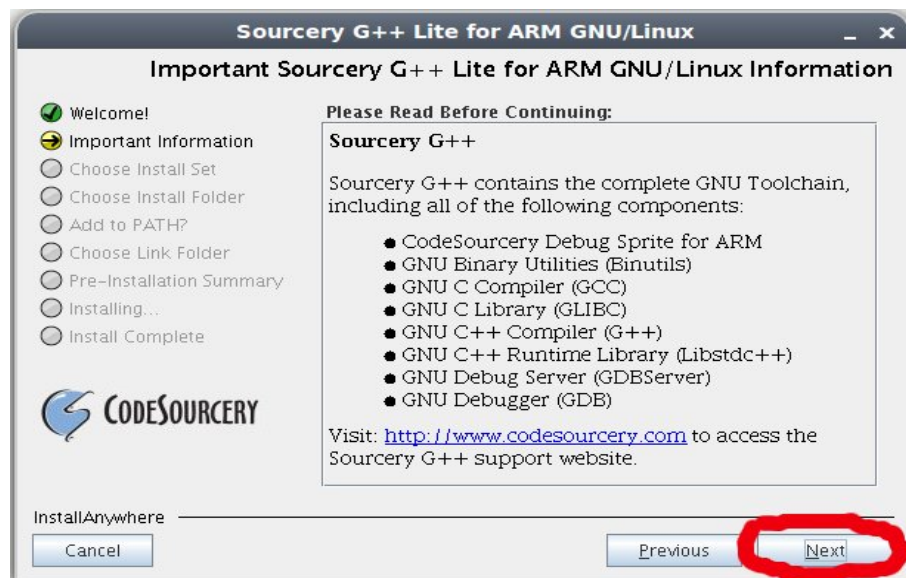 Sourcery G++ Lite for ARM GNU/Linux
Important Sourcery G++ Lite for ARM GNU/Linux Information
Welcome!
Important Information
Choose Install Set
Choose Install Folder
Add to PATH?
Choose Link Folder
Pre-Installation Summary
Installing...
Install Complete
CODESOURCERY
Please Read Before Continuing:
Sourcery G++
Sourcery G++ contains the complete GNU Toolchain,
including all of the following components:
● CodeSourcery Debug Sprite for ARM
● GNU Binary Utilities (Binutils)
● GNU C Compiler (GCC)
● GNU C Library (GLIBC)
● GNU C++ Compiler (G++)
● GNU C++ Runtime Library (Libstdc++)
● GNU Debug Server (GDBServer)
● GNU Debugger (GDB)
Visit: http://www.codesourcery.com to access the
Sourcery G++ support website.
InstallAnywhere
Cancel
Previous
Next